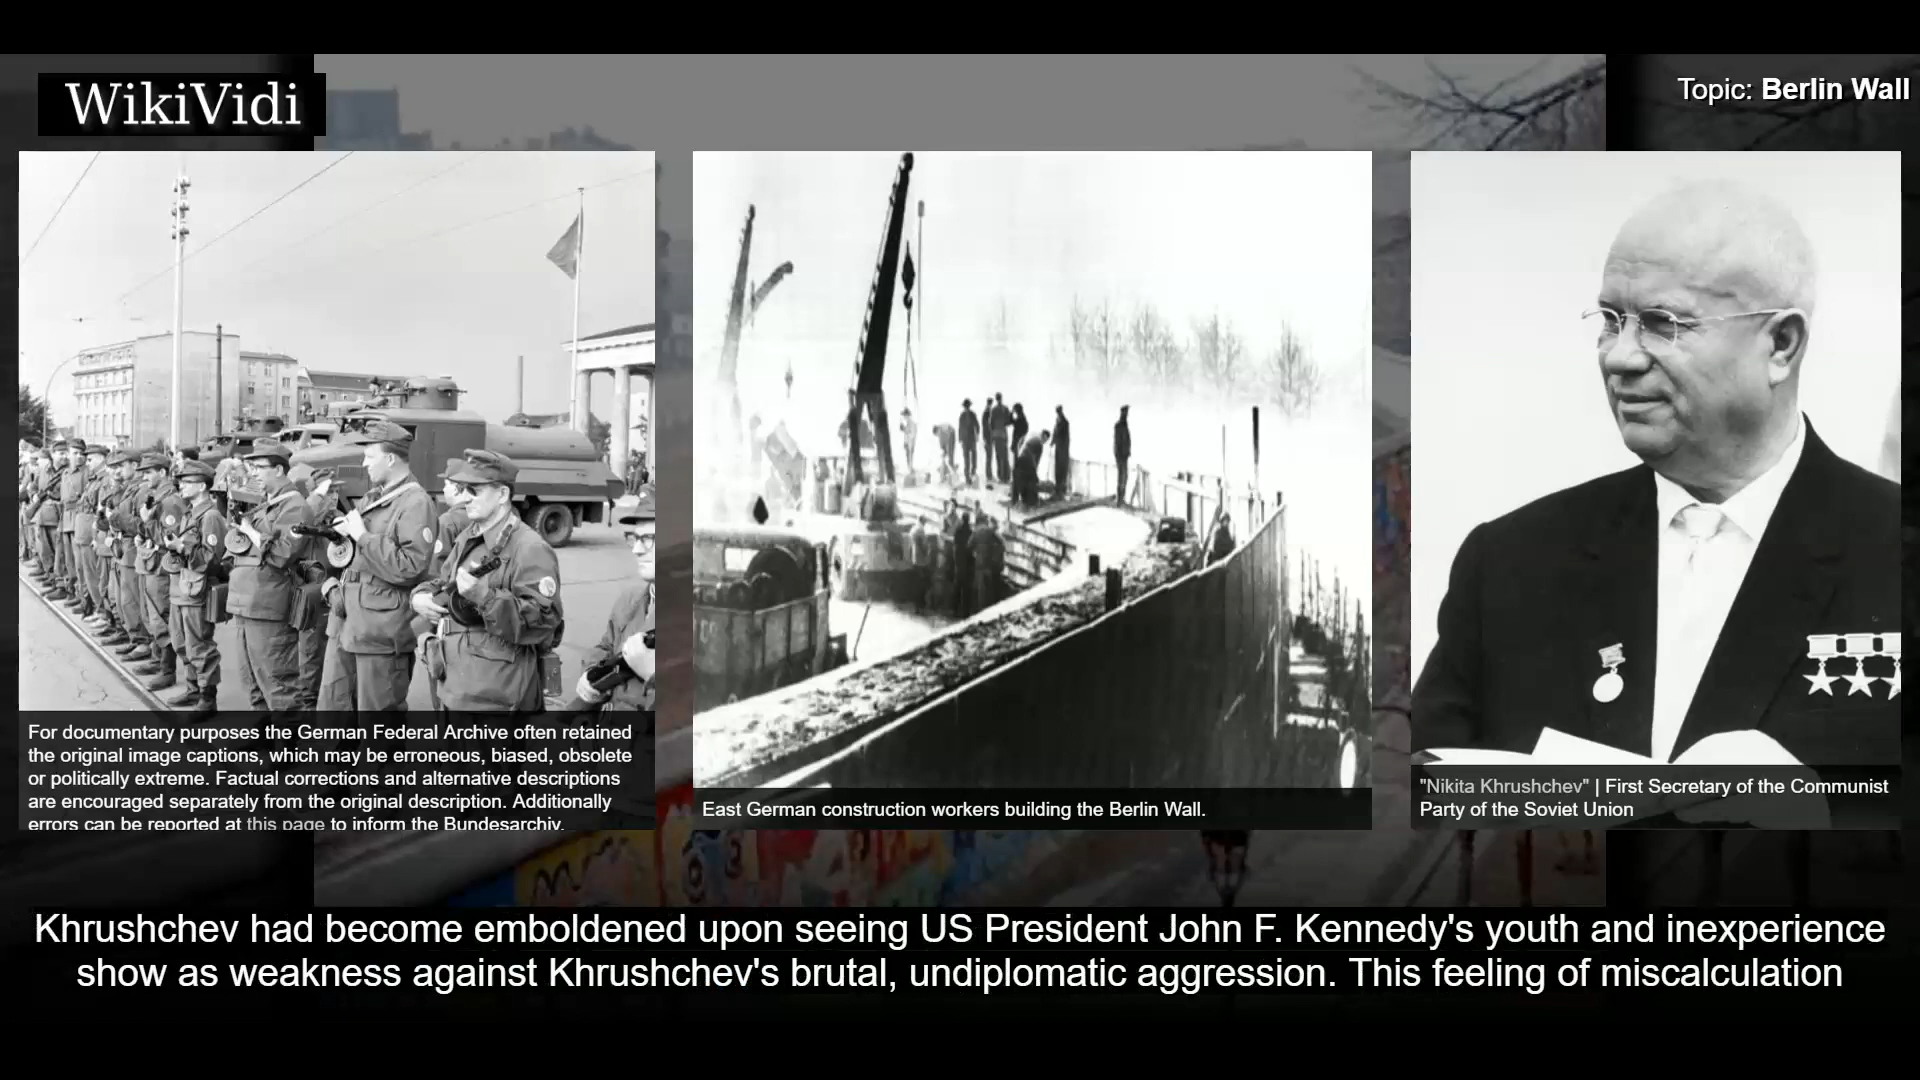 WikiVidi
Topic: Berlin Wall
For documentary purposes the German Federal Archive often retained
the original image captions, which may be erroneous, biased, obsolete
or politically extreme. Factual corrections and alternative descriptions
are encouraged separately from the original description. Additionally
errors can be reported at this page to inform the Bundesarchiv.
East German construction workers building the Berlin Wall.
"Nikita Khrushchev" | First Secretary of the Communist
Party of the Soviet Union
Khrushchev had become emboldened upon seeing US President John F. Kennedy's youth and inexperience
show as weakness against Khrushchev's brutal, undiplomatic aggression. This feeling of miscalculation